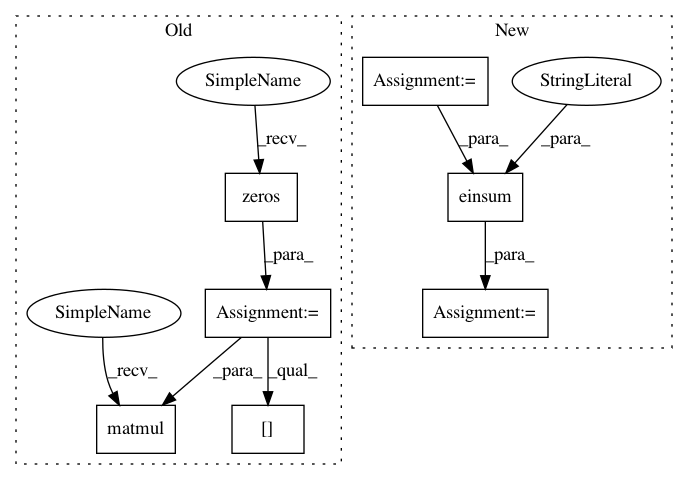 Old
New
SimpleName
Assignment:=
StringLiteral
_recv_
_para_
_para_
zeros
einsum
_para_
_para_
SimpleName
Assignment:=
Assignment:=
_recv_
_para_
_qual_
matmul
[]